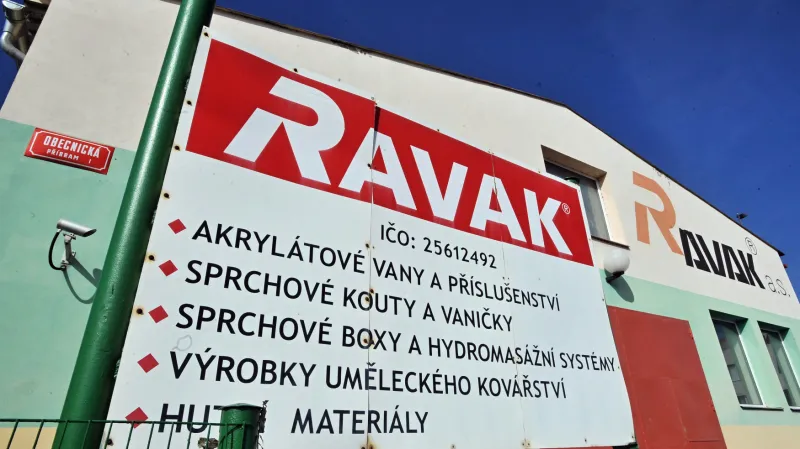 OBECNICKÁ
PŘÍBRAM I
RAVAK®
IČO: 25612492
AKRYLÁTOVÉ VANY A PŘÍSLUŠENSTVÍ
SPRCHOVÉ KOUTY A VANIČKY
SPRCHOVÉ BOXY A HYDROMASÁŽNÍ SYSTÉMY
VÝROBKY UMĚLECKÉHO KOVÁŘSTVÍ
MATERIÁLY
RAVAK® a.s.